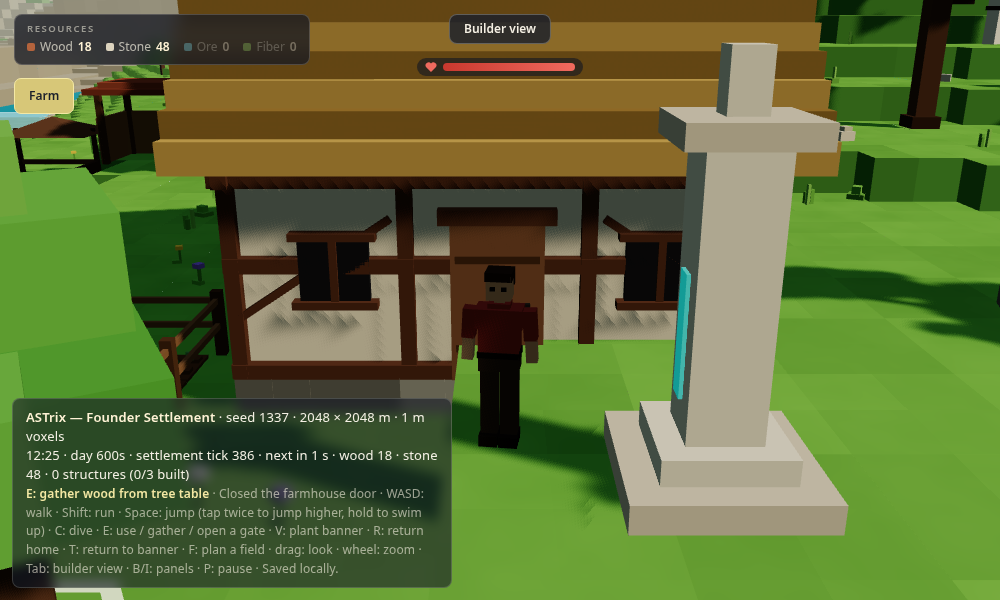 RESOURCES
Wood 18 Stone 48 Ore 0 Fiber 0
Builder view
Farm
ASTrix — Founder Settlement · seed 1337 · 2048 × 2048 m · 1 m
voxels
12:25 · day 600s · settlement tick 386 · next in 1 s · wood 18 · stone
48 · 0 structures (0/3 built)
E: gather wood from tree table · Closed the farmhouse door · WASD:
walk · Shift: run · Space: jump (tap twice to jump higher, hold to swim
up) · C: dive · E: use / gather / open a gate · V: plant banner · R: return
home · T: return to banner · F: plan a field · drag: look · wheel: zoom ·
Tab: builder view · B/I: panels · P: pause · Saved locally.